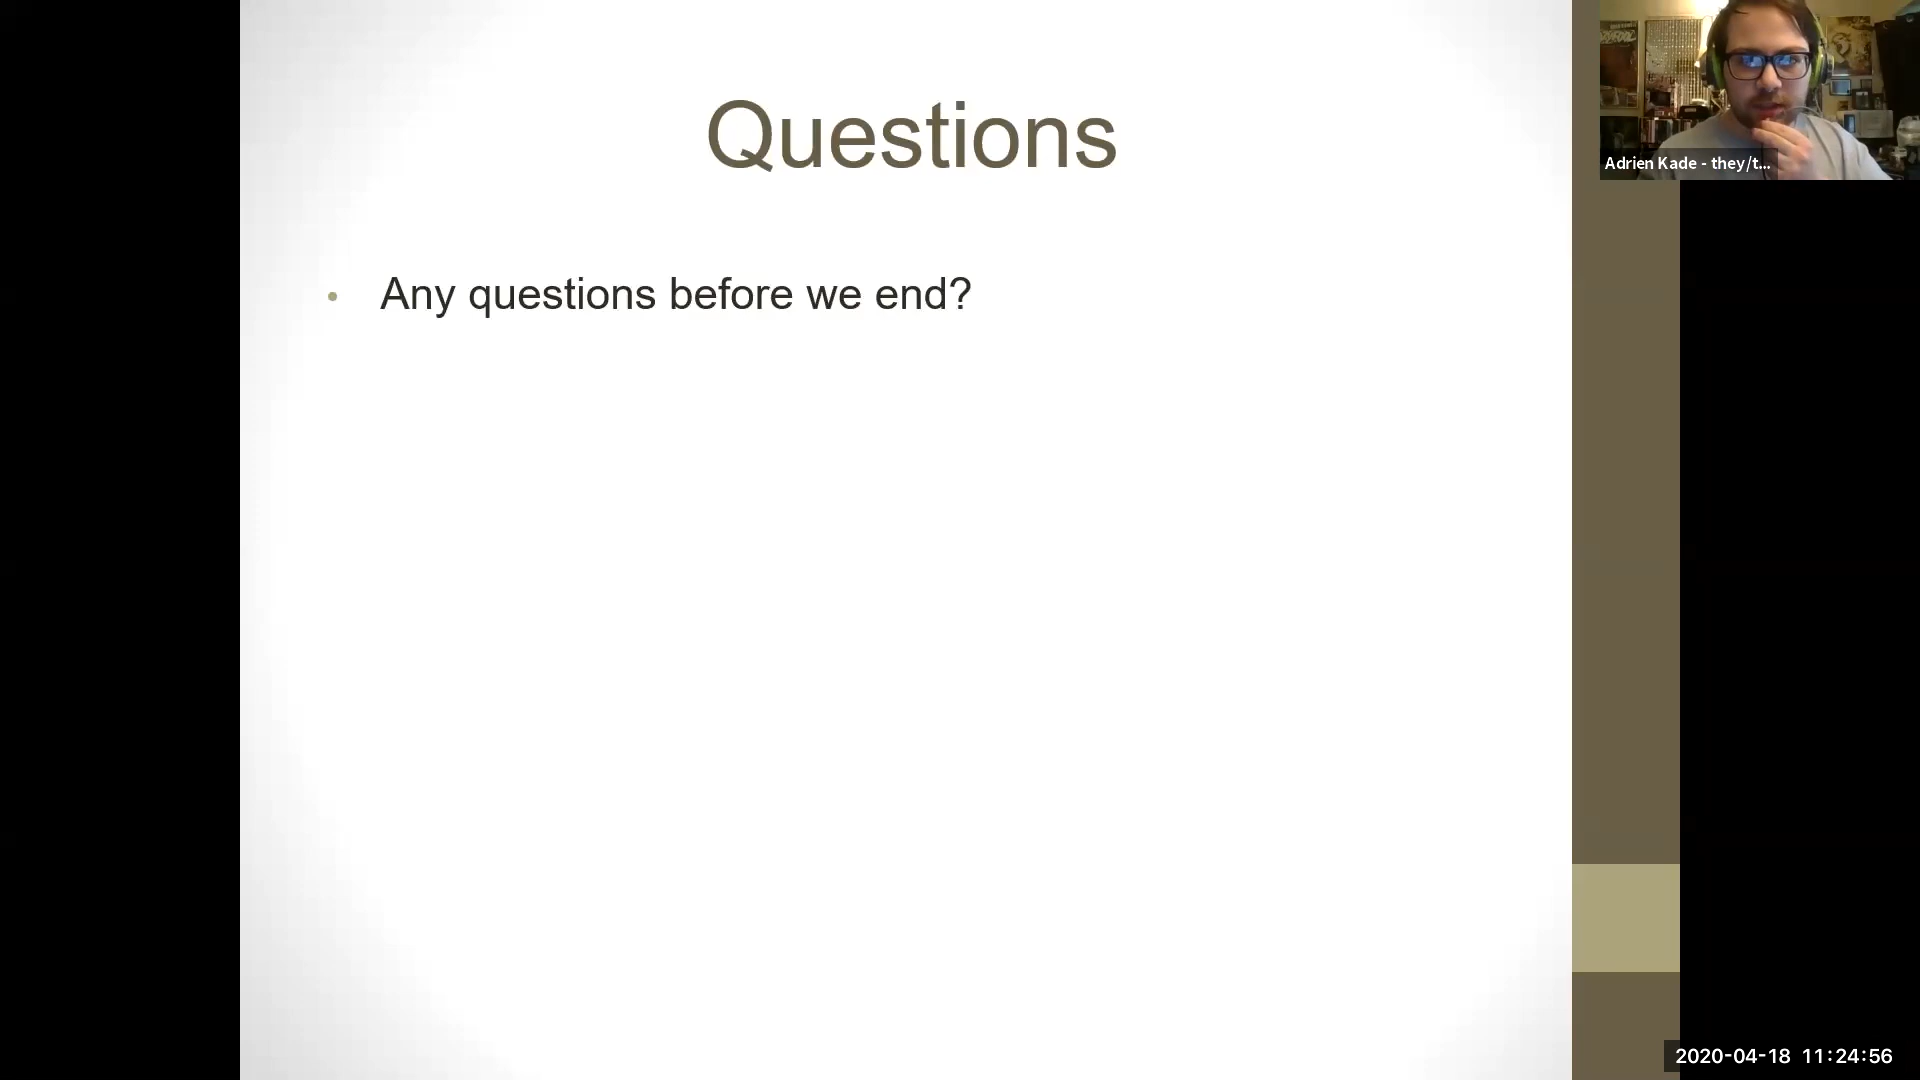 Questions
• Any questions before we end?
Adrien Kade - they/t...
2020-04-18 11:24:56